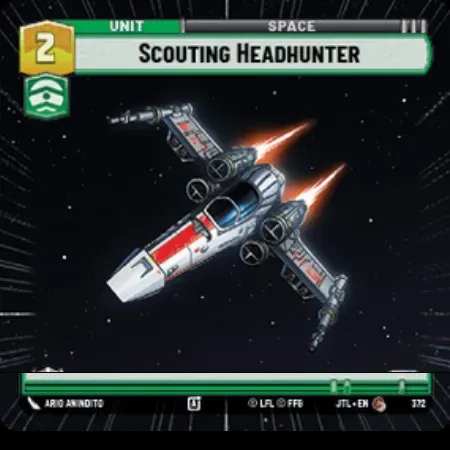 UNIT SPACE
2 SCOUTING HEADHUNTER
ARIO ANINDITO A LFL © FFG JTL • EN 372